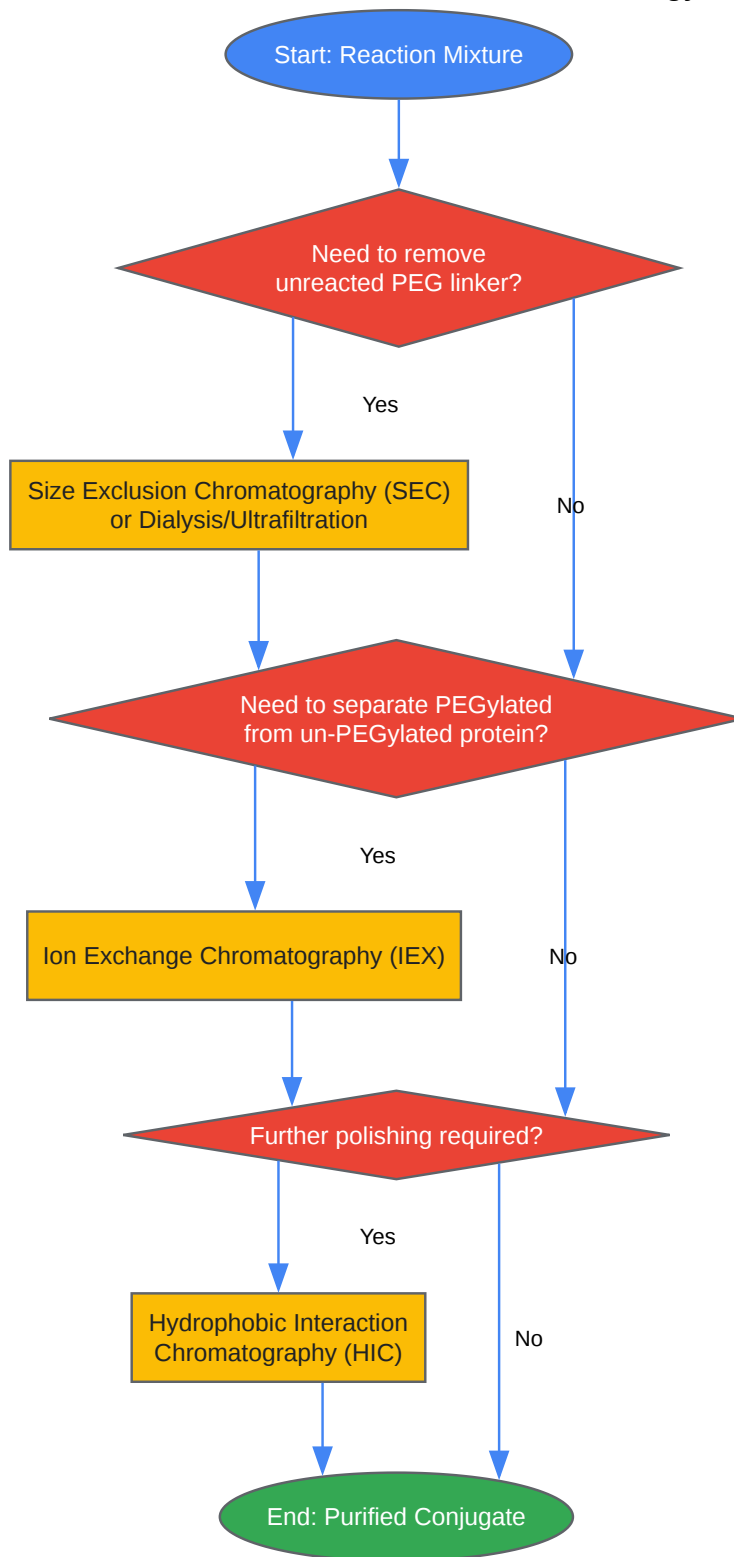 Start: Reaction Mixture
Need to remove
unreacted PEG linker?
Yes
Size Exclusion Chromatography (SEC)
or Dialysis/Ultrafiltration
No
Need to separate PEGylated
from un-PEGylated protein?
Yes
Ion Exchange Chromatography (IEX)
No
Further polishing required?
Yes
Hydrophobic Interaction
Chromatography (HIC)
No
End: Purified Conjugate